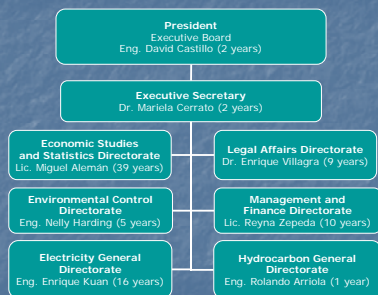 President
Executive Board
Eng. David Castillo (2 years)
Executive Secretary
Dr. Mariela Cerrato (2 years)
Economic Studies
and Statistics Directorate
Lic. Miguel Alemán (39 years)
Legal Affairs Directorate
Dr. Enrique Villagra (9 years)
Environmental Control
Directorate
Eng. Nelly Harding (5 years)
Management and
Finance Directorate
Lic. Reyna Zepeda (10 years)
Electricity General
Directorate
Eng. Enrique Kuan (16 years)
Hydrocarbon General
Directorate
Eng. Rolando Arriola (1 year)